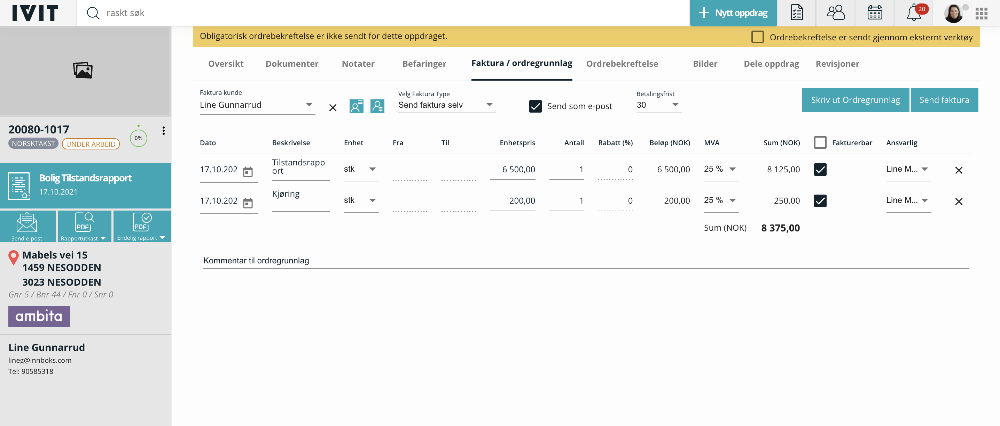 IVIT
raskt søk
Nytt oppdrag
20
Obligatorisk ordrebekreftelse er ikke sendt for dette oppdraget.
Ordrebekreftelse er sendt gjennom eksternt verktøy
Oversikt Dokumenter Notater Befaringer Faktura / ordregrunnlag Ordrebekreftelse Bilder Dele oppdrag Revisjoner
Faktura kunde
Line Gunnarrud
Velg Faktura Type
Send faktura selv
Send som e-post
Betalingsfrist
30
Skriv ut Ordregrunnlag
Send faktura
20080-1017
NORSKTAKST
UNDER ARBEID
0%
Bolig Tilstandsrapport
17.10.2021
PDF
PDF
Send e-post
Rapportutkast
Endelig rapport
Mabels vei 15
1459 NESODDEN
3023 NESODDEN
Gnr 5 / Bnr 44 / Fnr 0 / Snr 0
ambita
Line Gunnarrud
lineg@innboks.com
Tel: 90585318
Dato Beskrivelse Enhet Fra Til Enhetspris Antall Rabatt (%) Beløp (NOK) MVA Sum (NOK) Fakturerbar Ansvarlig
17.10.202 Tilstandsrapp stk 6 500,00 1 0 6 500,00 25 % 8 125,00 Line M...
ort
17.10.202 Kjøring stk 200,00 1 0 200,00 25 % 250,00 Line M...
Sum (NOK) 8 375,00
Kommentar til ordregrunnlag